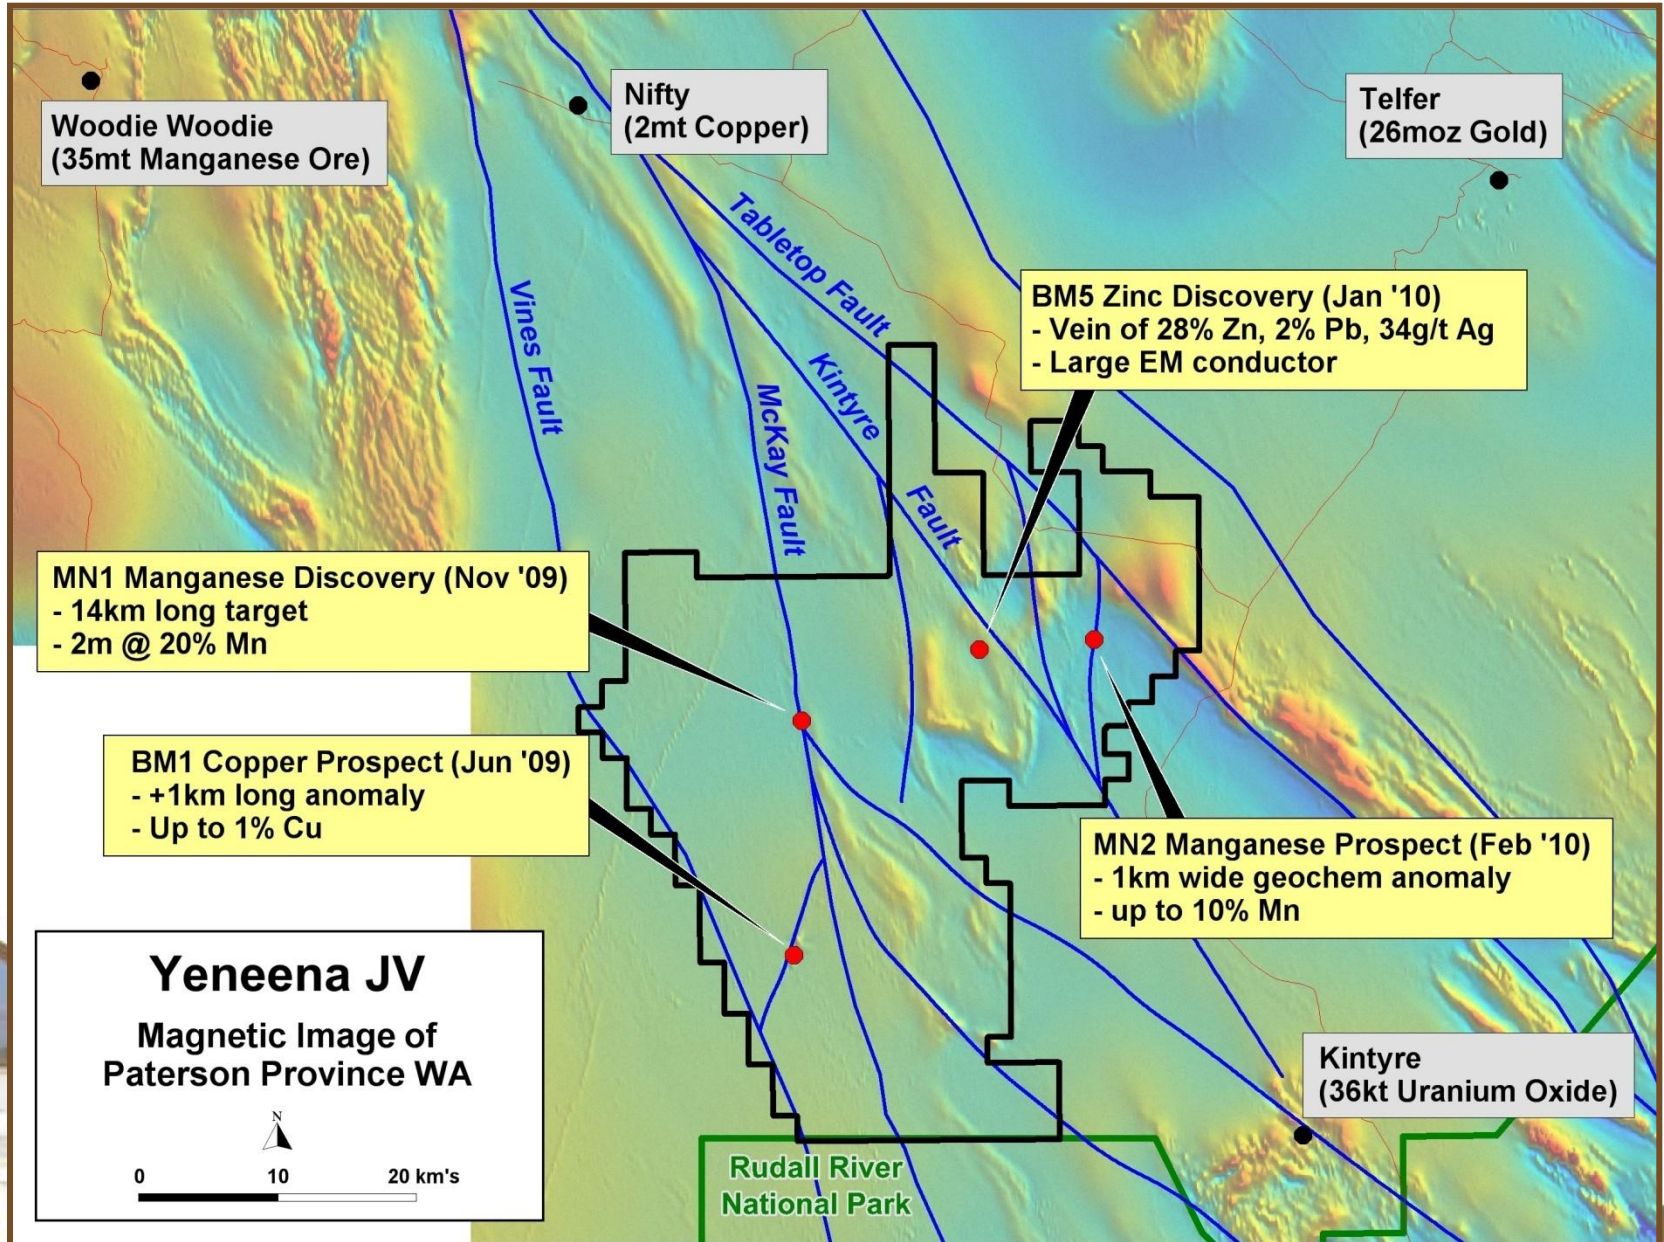 Woodie Woodie
(35mt Manganese Ore)
Nifty
(2mt Copper)
Telfer
(26moz Gold)
Tabletop Fault
Vines Fault
Kintyre
Fault
McKay Fault
BM5 Zinc Discovery (Jan '10)
- Vein of 28% Zn, 2% Pb, 34g/t Ag
- Large EM conductor
MN1 Manganese Discovery (Nov '09)
- 14km long target
- 2m @ 20% Mn
BM1 Copper Prospect (Jun '09)
- +1km long anomaly
- Up to 1% Cu
MN2 Manganese Prospect (Feb '10)
- 1km wide geochem anomaly
- up to 10% Mn
Yeneena JV
Magnetic Image of
Paterson Province WA
N
0 10 20 km's
Kintyre
(36kt Uranium Oxide)
Rudall River
National Park